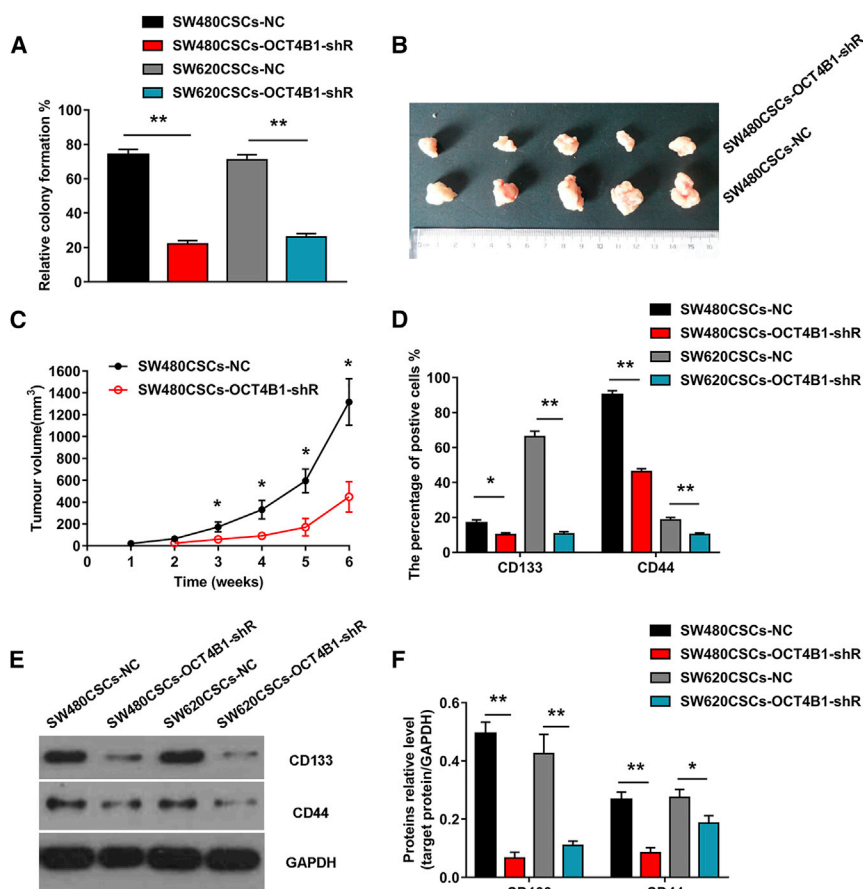 A
SW480CSCs-NC
SW480CSCs-OCT4B1-shR
SW620CSCs-NC
SW620CSCs-OCT4B1-shR
Relative colony formation %
100
80
60
40
20
0
**
**
B
SW480CSCs-OCT4B1-shR
SW480CSCs-NC
C
SW480CSCs-NC
SW480CSCs-OCT4B1-shR
Tumour volume(mm³)
1600
1400
1200
1000
800
600
400
200
0
*
*
*
*
0 1 2 3 4 5 6
Time (weeks)
D
SW480CSCs-NC
SW480CSCs-OCT4B1-shR
SW620CSCs-NC
SW620CSCs-OCT4B1-shR
The percentage of postive cells %
100
80
60
40
20
0
*
**
**
**
CD133 CD44
E
SW480CSCs-NC
SW480CSCs-OCT4B1-shR
SW620CSCs-NC
SW620CSCs-OCT4B1-shR
CD133
CD44
GAPDH
F
SW480CSCs-NC
SW480CSCs-OCT4B1-shR
SW620CSCs-NC
SW620CSCs-OCT4B1-shR
Proteins relative level
(target protein/GAPDH)
0.6
0.4
0.2
0.0
**
**
**
*
CD133 CD44